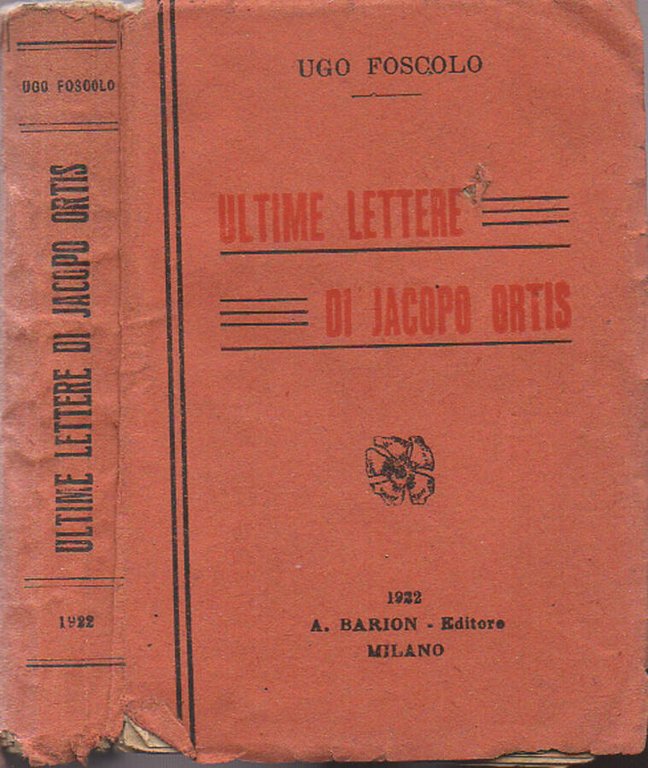 UGO FOSCOLO
ULTIME LETTERE DI JACOPO ORTIS
1922
UGO FOSCOLO
ULTIME LETTERE
DI JACOPO ORTIS
1922
A. BARION - Editore
MILANO